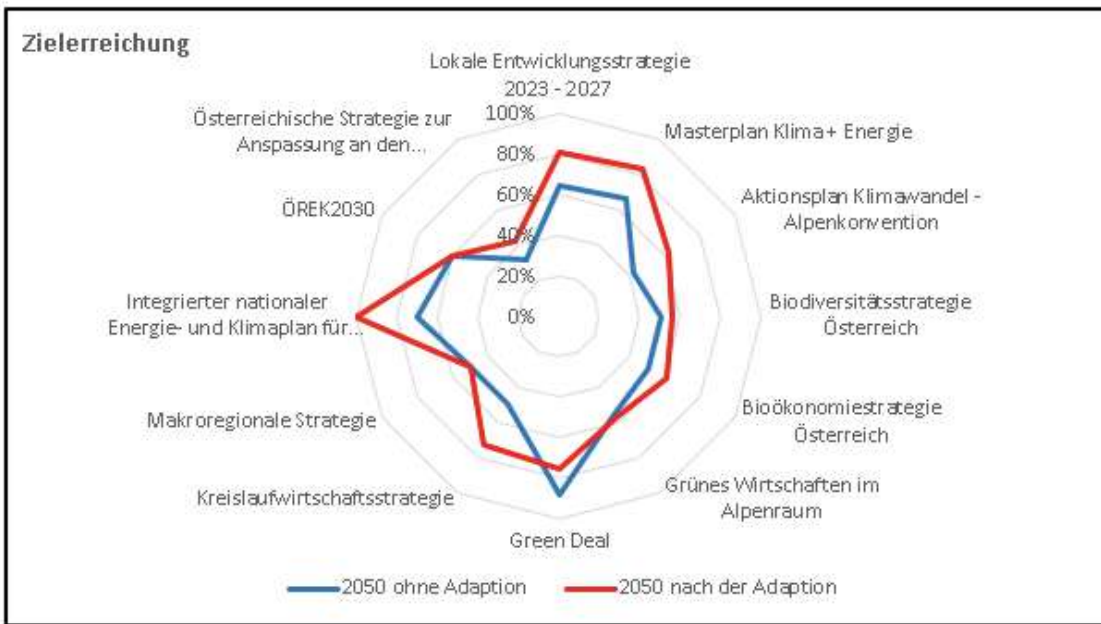 Zielerreichung
Lokale Entwicklungsstrategie
2023 - 2027
100%
80%
60%
40%
20%
0%
Masterplan Klima+ Energie
Aktionsplan Klimawandel -
Alpenkonvention
Biodiversitätsstrategie
Österreich
Bioökonomiestrategie
Österreich
Grünes Wirtschaften im
Alpenraum
Green Deal
Kreislaufwirtschaftsstrategie
Makroregionale Strategie
Integrierter nationaler
Energie- und Klimaplan für...
ÖREK2030
Österreichische Strategie zur
Anspassung an den...
2050 ohne Adaption
2050 nach der Adaption